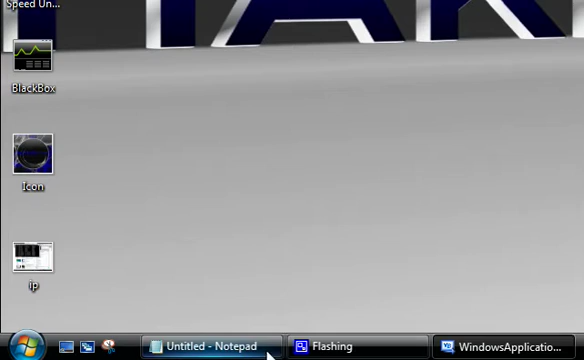 Speed Un...
BlackBox
Icon
ip
Untitled - Notepad
Flashing
WindowsApplicatio...